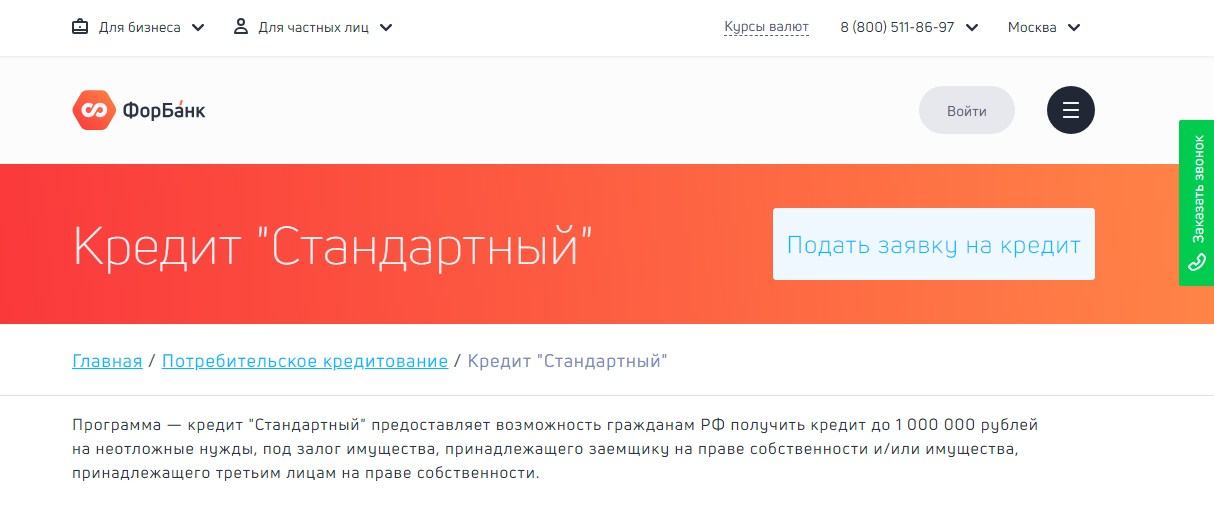 Для бизнеса Для частных лиц Курсы валют 8 (800) 511-86-97 Москва
ФорБанк Войти
Заказать звонок
Кредит "Стандартный" Подать заявку на кредит
Главная / Потребительское кредитование / Кредит "Стандартный"
Программа — кредит "Стандартный" предоставляет возможность гражданам РФ получить кредит до 1 000 000 рублей
на неотложные нужды, под залог имущества, принадлежащего заемщику на праве собственности и/или имущества,
принадлежащего третьим лицам на праве собственности.